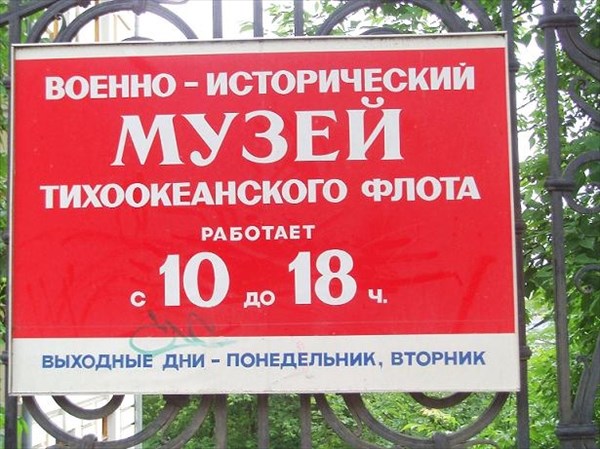 ВОЕННО - ИСТОРИЧЕСКИЙ
МУЗЕЙ
ТИХООКЕАНСКОГО ФЛОТА
РАБОТАЕТ
с 10 до 18 ч.
ВЫХОДНЫЕ ДНИ - ПОНЕДЕЛЬНИК, ВТОРНИК